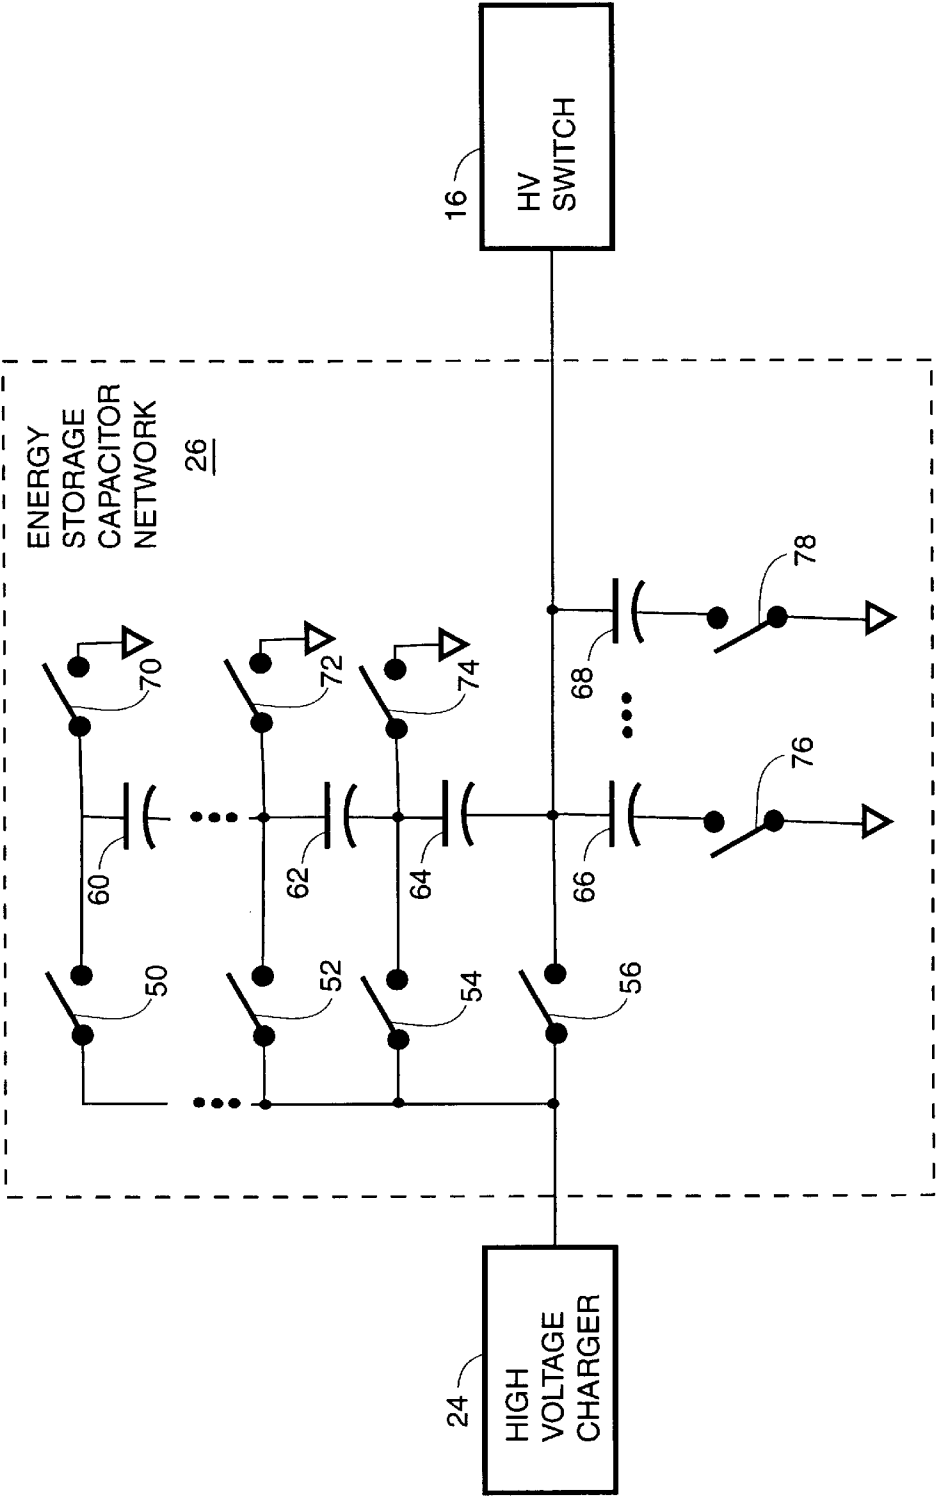 ENERGY
STORAGE
CAPACITOR
NETWORK
26
16
HV
SWITCH
70
72
74
78
60
62
64
68
66
76
50
52
54
56
24
HIGH
VOLTAGE
CHARGER